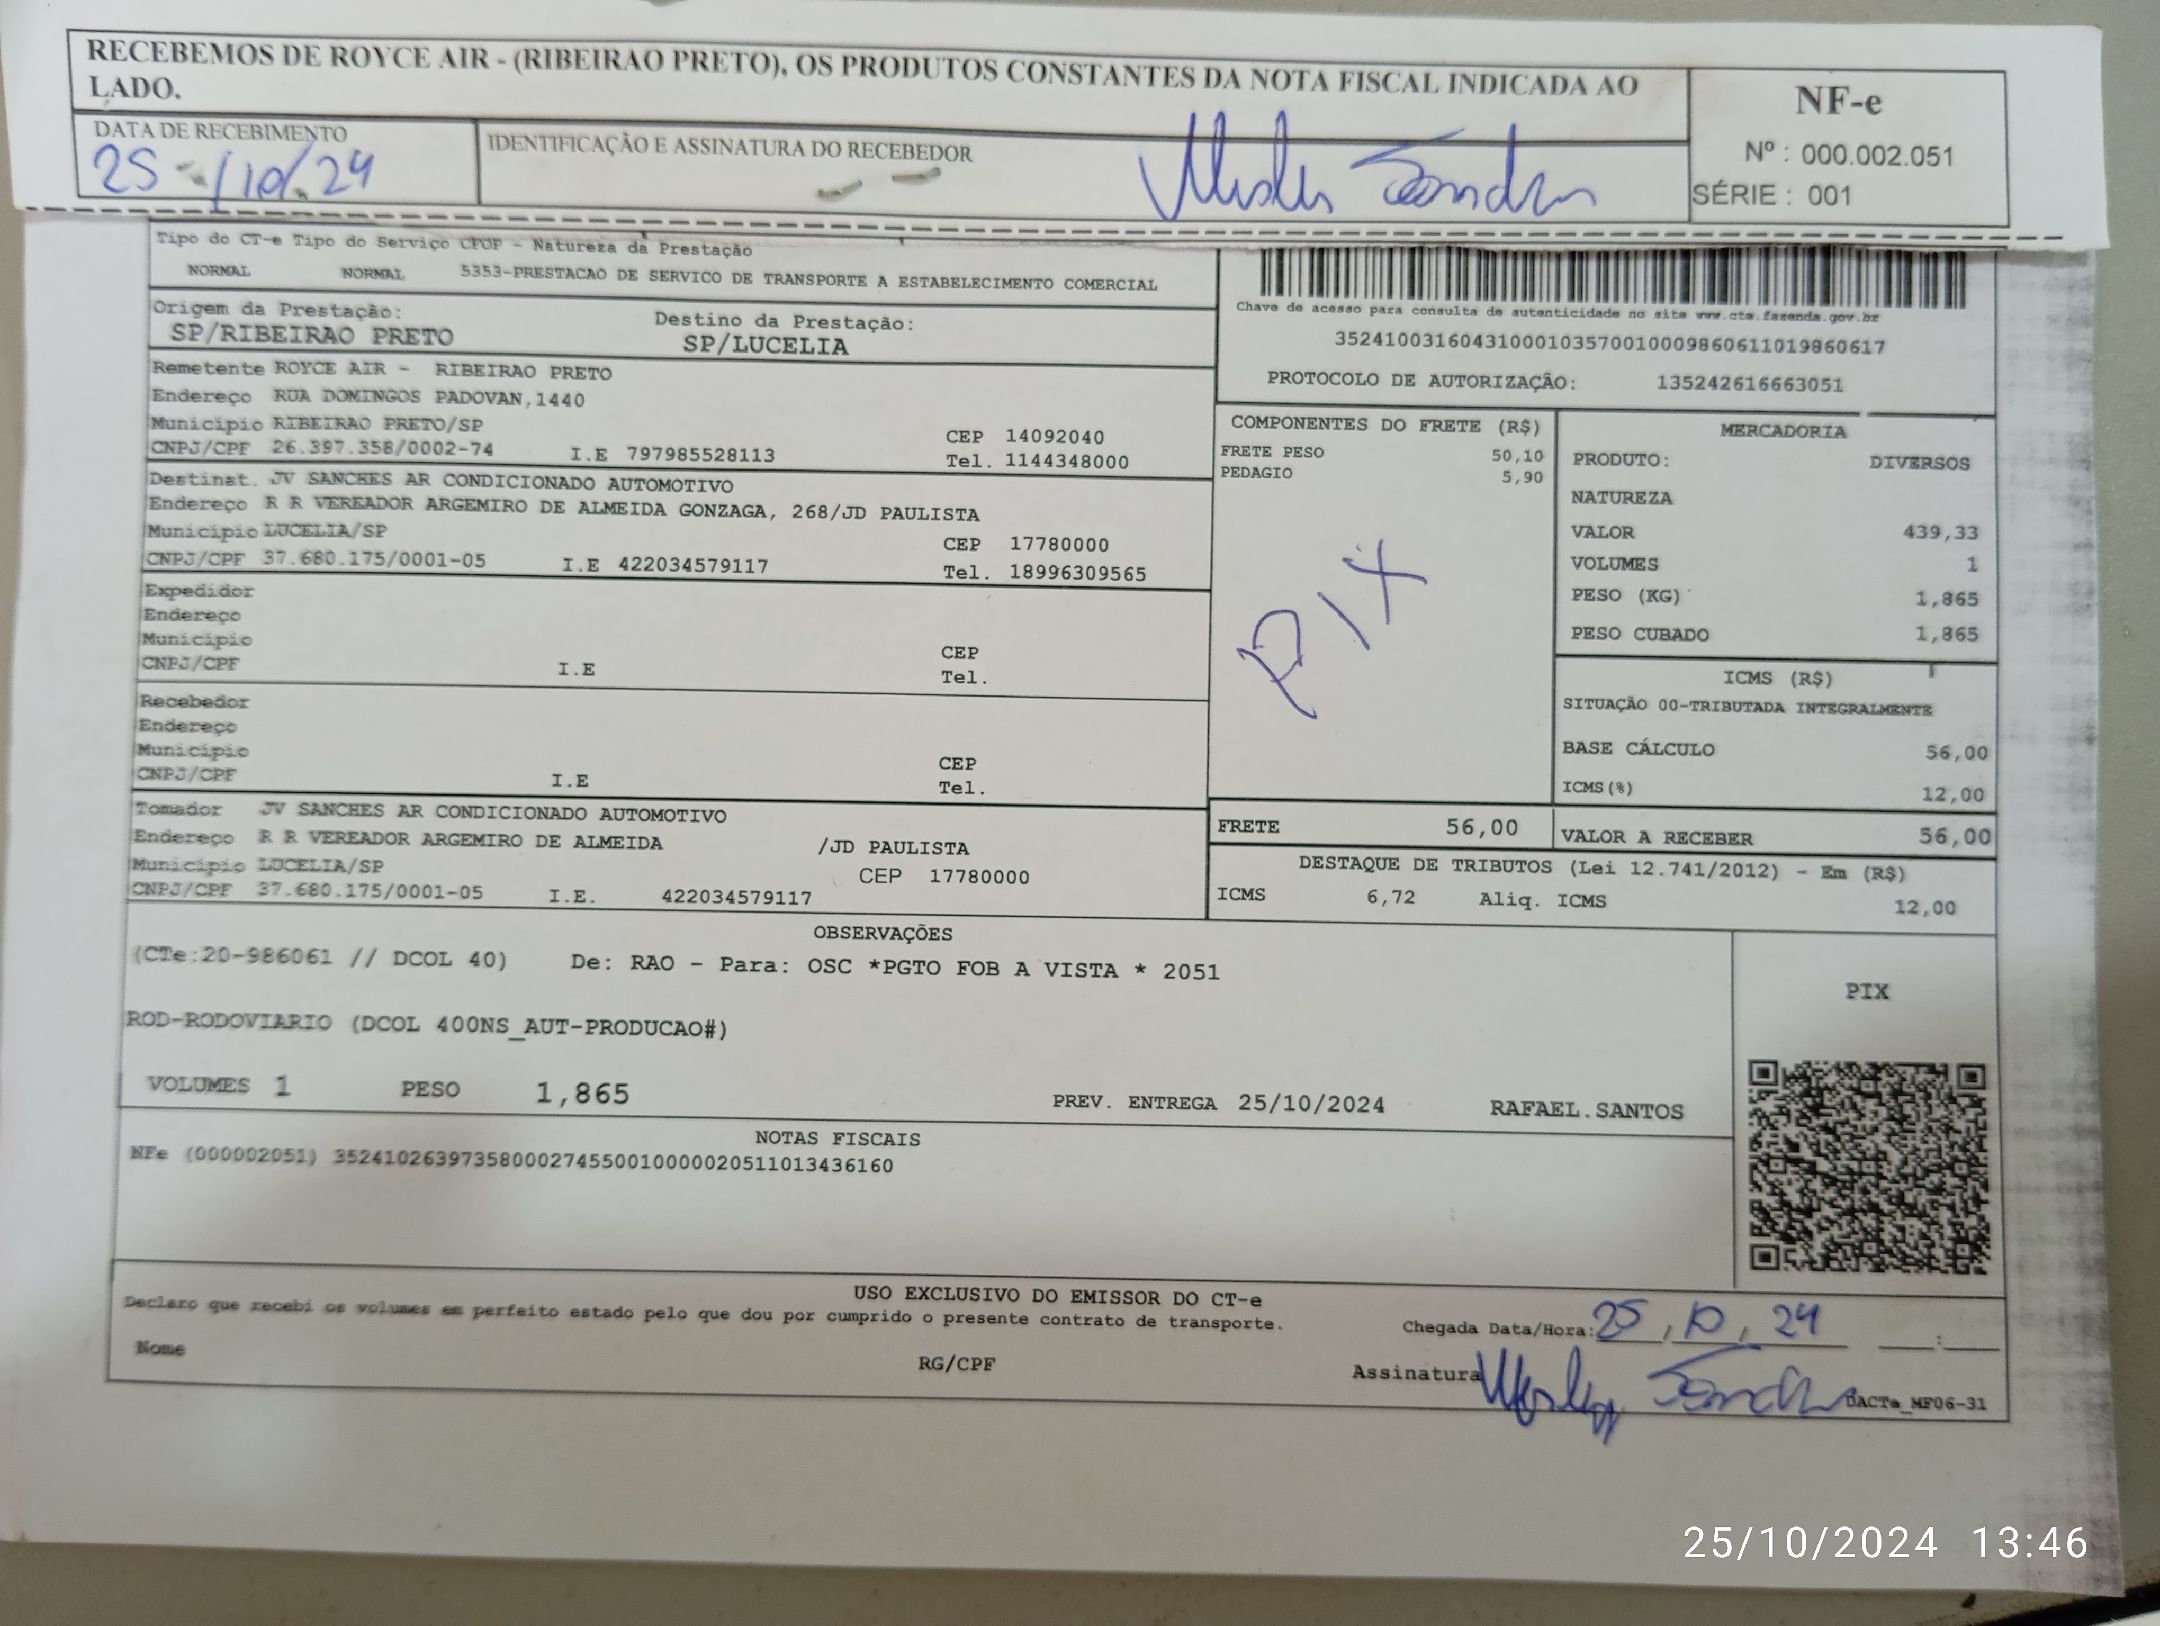 RECEBEMOS DE ROYCE AIR - (RIBEIRAO PRETO), OS PRODUTOS CONSTANTES DA NOTA FISCAL INDICADA AO
LADO.
DATA DE RECEBIMENTO
25/10/24
IDENTIFICAÇÃO E ASSINATURA DO RECEBEDOR
NF-e
Nº : 000.002.051
SÉRIE : 001
Tipo do CT-e Tipo do Serviço CFOP - Natureza da Prestação
NORMAL NORMAL 5353-PRESTACAO DE SERVICO DE TRANSPORTE A ESTABELECIMENTO COMERCIAL
Origem da Prestação: Destino da Prestação:
SP/RIBEIRAO PRETO SP/LUCELIA
Remetente ROYCE AIR - RIBEIRAO PRETO
Endereço RUA DOMINGOS PADOVAN,1440
Município RIBEIRAO PRETO/SP CEP 14092040
CNPJ/CPF 26.397.358/0002-74 I.E 797985528113 Tel. 1144348000
Destinat. JV SANCHES AR CONDICIONADO AUTOMOTIVO
Endereço R R VEREADOR ARGEMIRO DE ALMEIDA GONZAGA, 268/JD PAULISTA
Município LUCELIA/SP CEP 17780000
CNPJ/CPF 37.680.175/0001-05 I.E 422034579117 Tel. 18996309565
Expedidor
Endereço
Município CEP
CNPJ/CPF I.E Tel.
Recebedor
Endereço
Município CEP
CNPJ/CPF I.E Tel.
Tomador JV SANCHES AR CONDICIONADO AUTOMOTIVO
Endereço R R VEREADOR ARGEMIRO DE ALMEIDA /JD PAULISTA
Município LUCELIA/SP CEP 17780000
CNPJ/CPF 37.680.175/0001-05 I.E. 422034579117
Chave de acesso para consulta de autenticidade no site www.cte.fazenda.gov.br
35241003160431000103570010009860611019860617
PROTOCOLO DE AUTORIZAÇÃO: 135242616663051
COMPONENTES DO FRETE (R$)
FRETE PESO 50,10
PEDAGIO 5,90
PIX
MERCADORIA
PRODUTO: DIVERSOS
NATUREZA
VALOR 439,33
VOLUMES 1
PESO (KG) 1,865
PESO CUBADO 1,865
ICMS (R$)
SITUAÇÃO 00-TRIBUTADA INTEGRALMENTE
BASE CÁLCULO 56,00
ICMS(%) 12,00
FRETE 56,00 VALOR A RECEBER 56,00
DESTAQUE DE TRIBUTOS (Lei 12.741/2012) - Em (R$)
ICMS 6,72 Aliq. ICMS 12,00
OBSERVAÇÕES
(CTe:20-986061 // DCOL 40) De: RAO - Para: OSC *PGTO FOB A VISTA * 2051
ROD-RODOVIARIO (DCOL 400NS_AUT-PRODUCAO#)
VOLUMES 1 PESO 1,865 PREV. ENTREGA 25/10/2024 RAFAEL.SANTOS
PIX
NOTAS FISCAIS
NFe (000002051) 35241026397358000274550010000020511013436160
USO EXCLUSIVO DO EMISSOR DO CT-e
Declaro que recebi os volumes em perfeito estado pelo que dou por cumprido o presente contrato de transporte.
Chegada Data/Hora: 25, 10, 24 :
Nome RG/CPF Assinatura
DACTe_MF06-31
25/10/2024 13:46